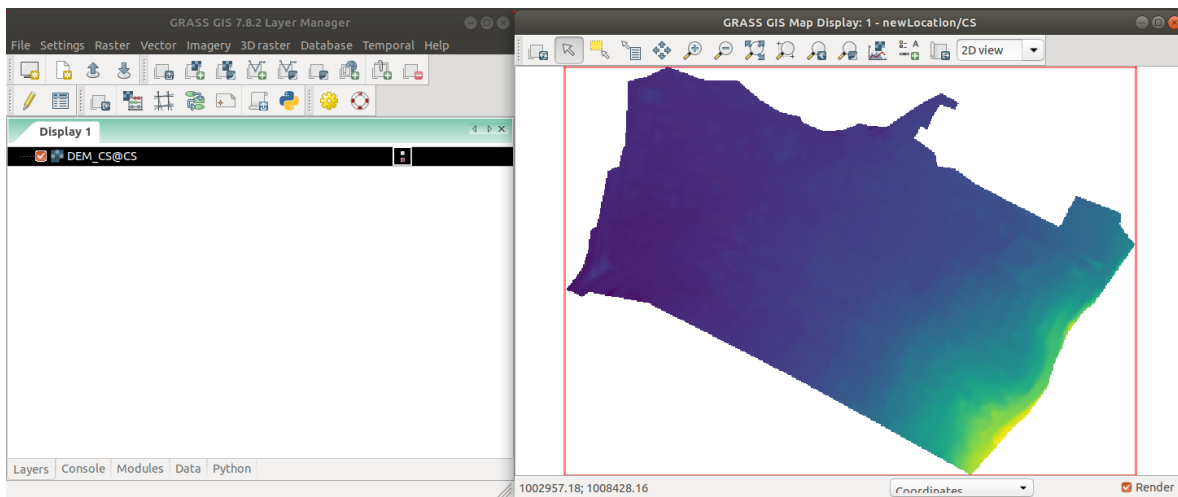 GRASS GIS 7.8.2 Layer Manager
File Settings Raster Vector Imagery 3D raster Database Temporal Help
Display 1
DEM_CS@CS
Layers Console Modules Data Python
GRASS GIS Map Display: 1 - newLocation/CS
2D view
1002957.18; 1008428.16
Coordinates
Render